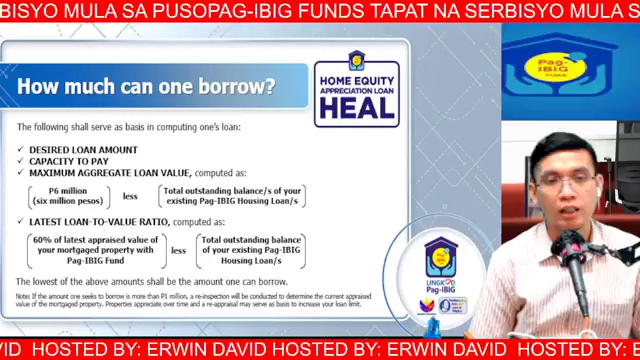 BISYO MULA SA PUSOPAG-IBIG FUNDS TAPAT NA SERBISYO MULA S
How much can one borrow?
HOME EQUITY
APPRECIATION LOAN
HEAL
Pag-IBIG
FUND
The following shall serve as basis in computing one's loan:
✓ DESIRED LOAN AMOUNT
✓ CAPACITY TO PAY
✓ MAXIMUM AGGREGATE LOAN VALUE, computed as:
P6 million
(six million pesos)
less
Total outstanding balance/s of your
existing Pag-IBIG Housing Loan/s
✓ LATEST LOAN-TO-VALUE RATIO, computed as:
60% of latest appraised value of
your mortgaged property with
Pag-IBIG Fund
less
Total outstanding balance
of your existing Pag-IBIG
Housing Loan/s
The lowest of the above amounts shall be the amount one can borrow.
Note: If the amount one seeks to borrow is more than P1 million, a re-inspection will be conducted to determine the current appraised
value of the mortgaged property. Properties appreciate over time and a re-appraisal may serve as basis to increase your loan limit.
LINGKOD
Pag-IBIG
VID HOSTED BY: ERWIN DAVID HOSTED BY: ERWIN DAVID HOSTED BY: